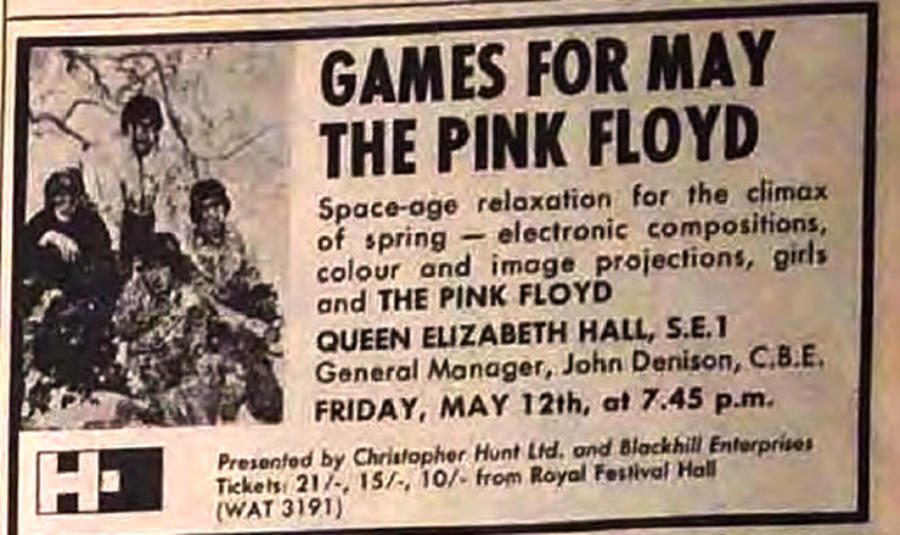 GAMES FOR MAY
THE PINK FLOYD
Space-age relaxation for the climax
of spring — electronic compositions,
colour and image projections, girls
and THE PINK FLOYD
QUEEN ELIZABETH HALL, S.E.1
General Manager, John Denison, C.B.E.
FRIDAY, MAY 12th, at 7.45 p.m.
H
Presented by Christopher Hunt Ltd. and Blackhill Enterprises
Tickets: 21/-, 15/-, 10/- from Royal Festival Hall
(WAT 3191)